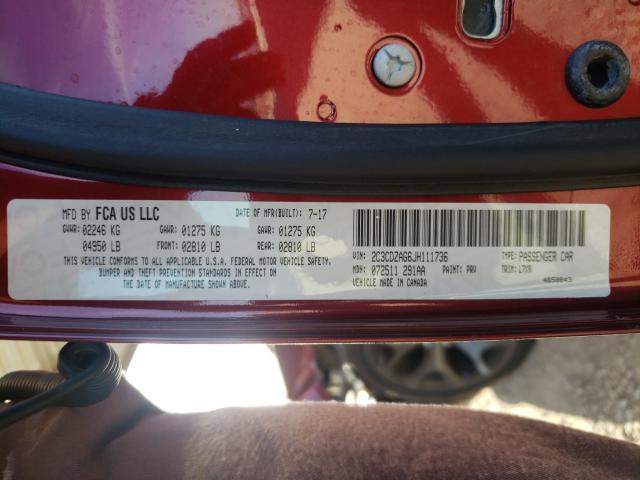 MFD BY FCA US LLC DATE OF MFR(BUILT): 7-17
GVWR: 02246 KG GAWR: 01275 KG GAWR: 01275 KG
04950 LB FRONT: 02810 LB REAR: 02810 LB
THIS VEHICLE CONFORMS TO ALL APPLICABLE U.S.A. FEDERAL MOTOR VEHICLE SAFETY,
BUMPER AND THEFT PREVENTION STANDARDS IN EFFECT ON
THE DATE OF MANUFACTURE SHOWN ABOVE.
VIN: 2C3CDZAG6JH111736 TYPE: PASSENGER CAR
MDH: 072511 291AA PAINT: PRV TRIM: L7X9
VEHICLE MADE IN CANADA 4658843